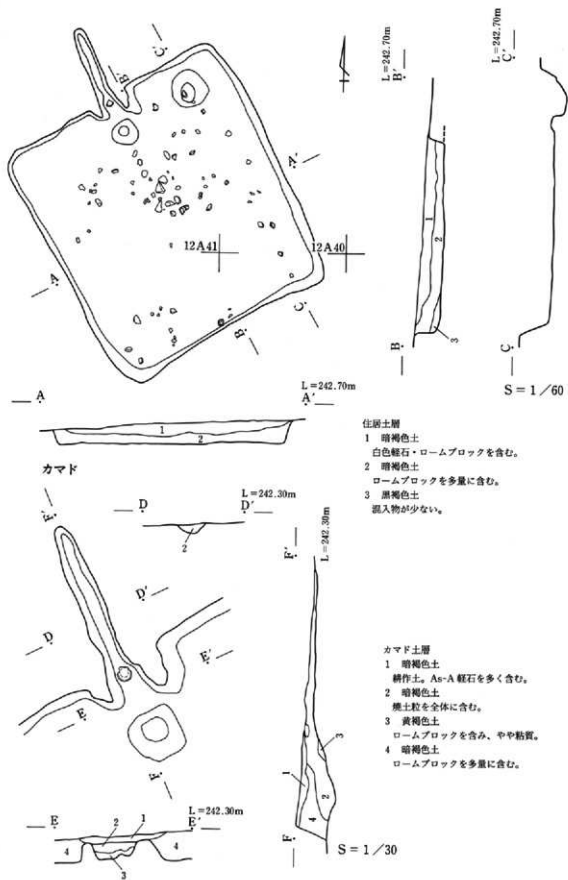 C′
B′
A′
12A41
12A40
A
B
C
L=242.70m
B′
L=242.70m
C′
1
2
3
B
C
S=1/60
A
L=242.70m
A′
1
2
住居土層
1 暗褐色土
白色軽石・ロームブロックを含む。
2 暗褐色土
ロームブロックを多量に含む。
3 黒褐色土
混入物が少ない。
カマド
F′
D
L=242.30m
D′
2
D′
D
E′
E
F
L=242.30m
F′
3
1
2
4
F
S=1/30
カマド土層
1 暗褐色土
耕作土。As-A軽石を多く含む。
2 暗褐色土
焼土粒を全体に含む。
3 黄褐色土
ロームブロックを含み、やや粘質。
4 暗褐色土
ロームブロックを多量に含む。
E
L=242.30m
E′
2
1
4
4
3